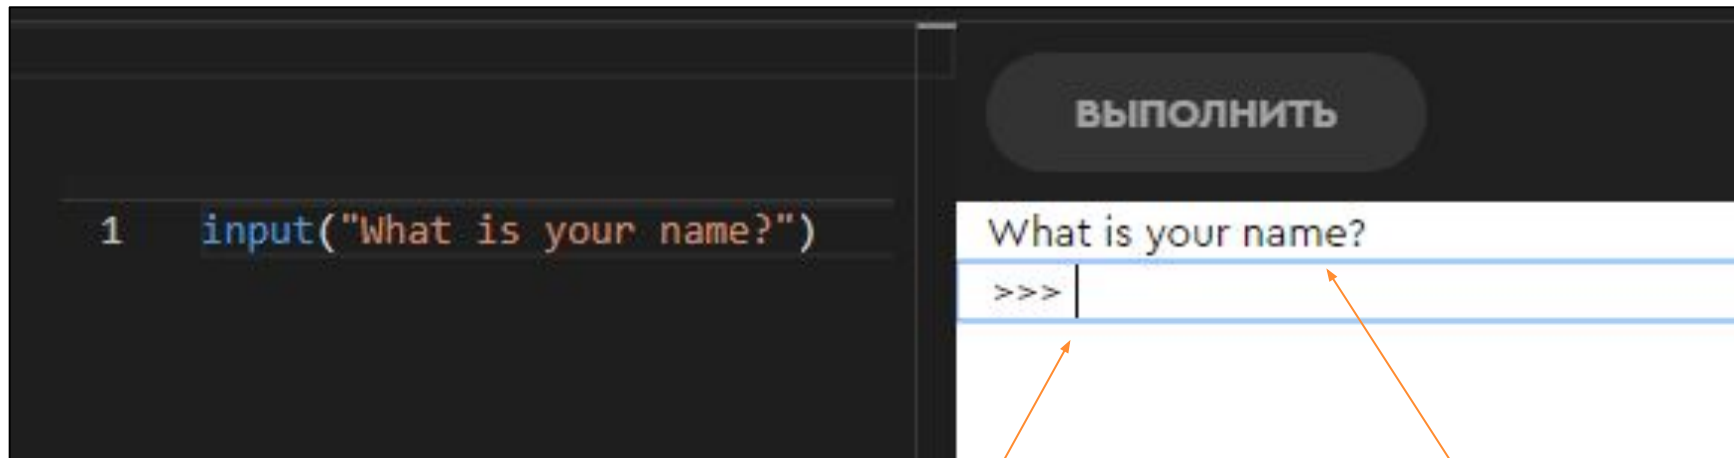 ВЫПОЛНИТЬ
1 input("What is your name?")
What is your name?
>>>